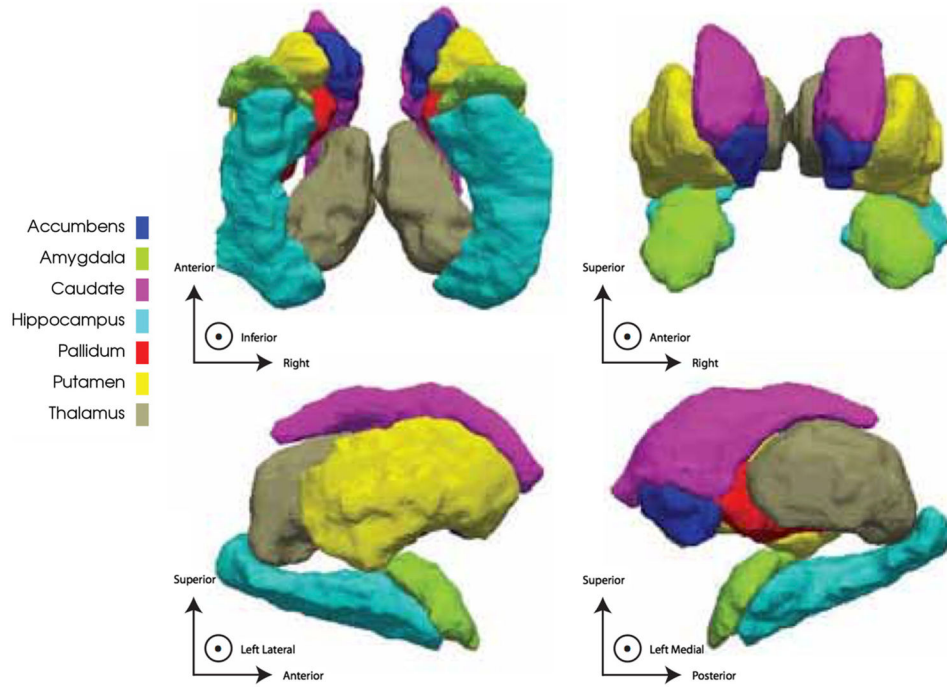 Accumbens
Amygdala
Caudate
Hippocampus
Pallidum
Putamen
Thalamus
Anterior
Inferior
Right
Superior
Anterior
Right
Superior
Left Lateral
Anterior
Superior
Left Medial
Posterior